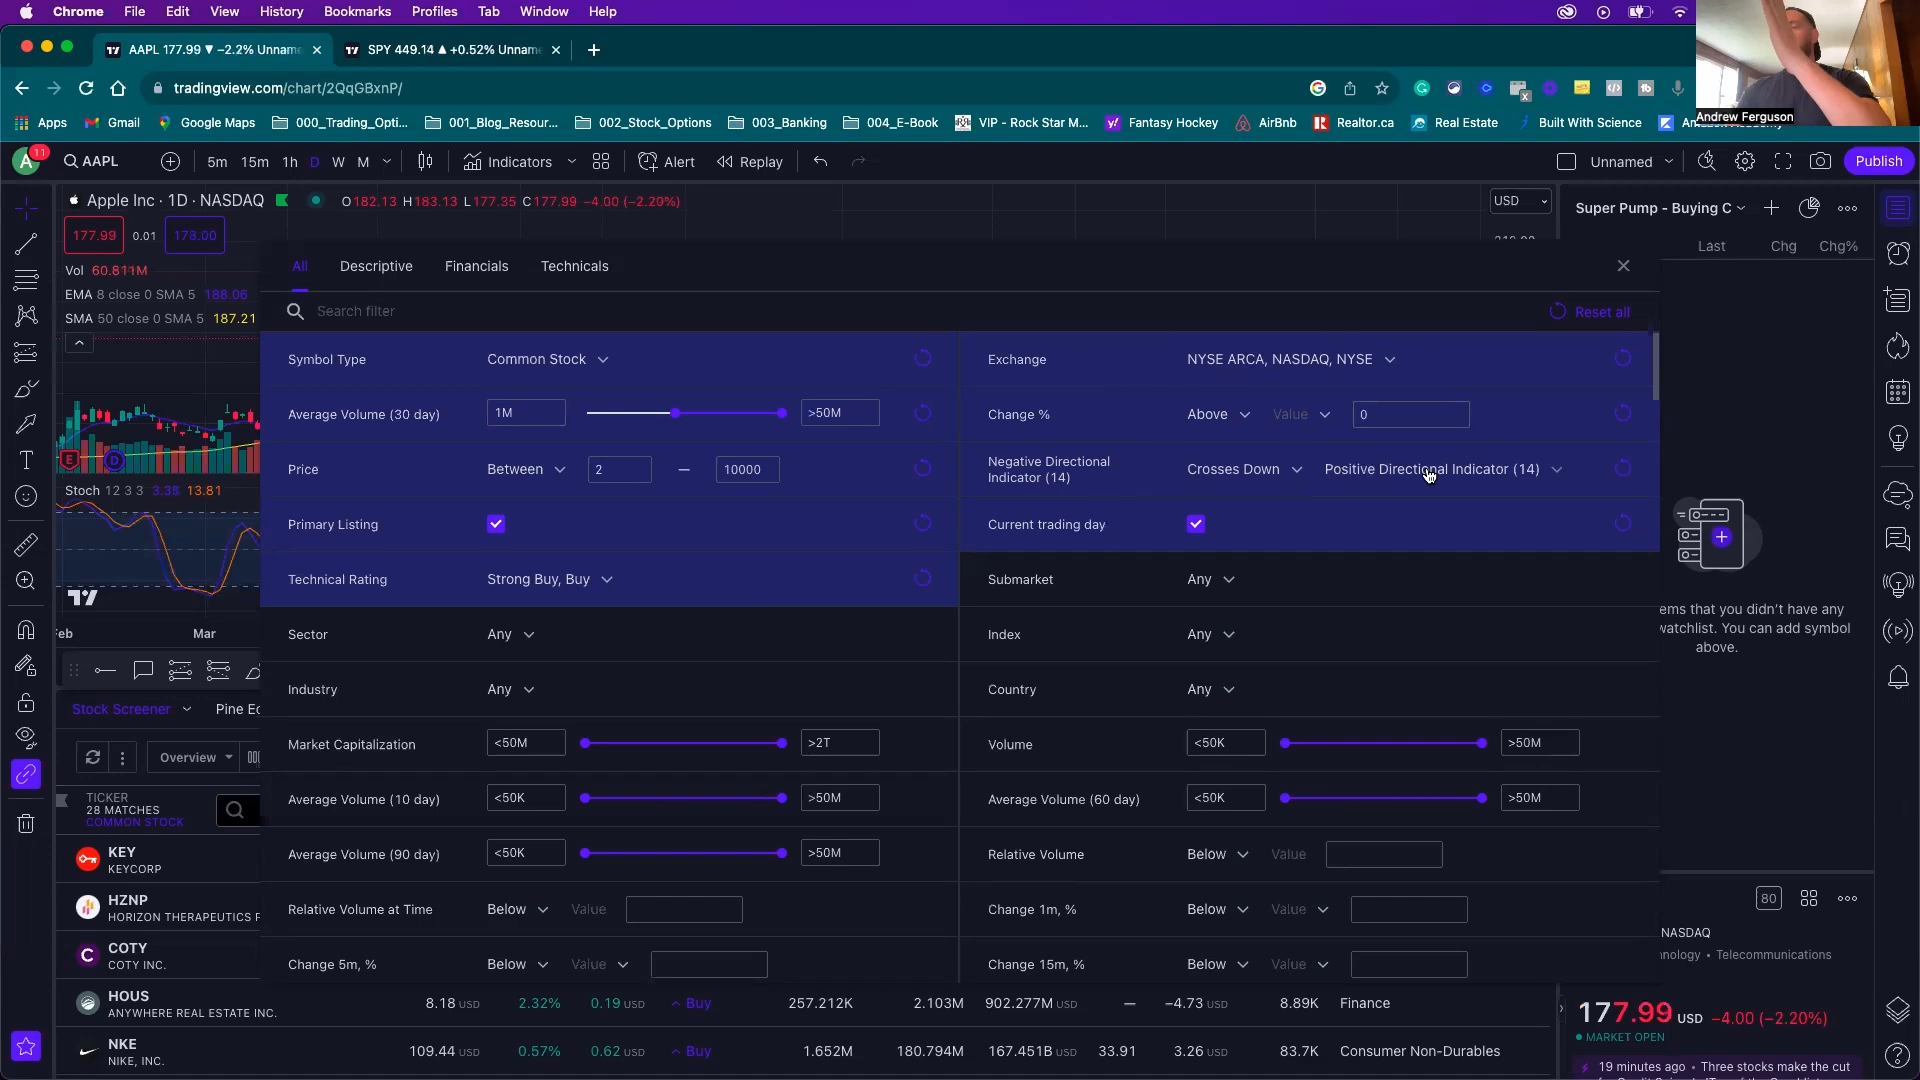 Chrome File Edit View History Bookmarks Profiles Tab Window Help
AAPL 177.99 ▼ −2.2% Unname
SPY 449.14 ▲ +0.52% Unname
tradingview.com/chart/2QqGBxnP/
Andrew Ferguson
Apps Gmail Google Maps 000_Trading_Opti... 001_Blog_Resour... 002_Stock_Options 003_Banking 004_E-Book VIP - Rock Star M... Fantasy Hockey AirBnb Realtor.ca Real Estate Built With Science
A 11 AAPL 5m 15m 1h D W M Indicators Alert Replay Unnamed Publish
Apple Inc · 1D · NASDAQ O182.13 H183.13 L177.35 C177.99 −4.00 (−2.20%) USD
Super Pump - Buying C
177.99 0.01 178.00
Last Chg Chg%
Vol 60.811M
EMA 8 close 0 SMA 5 188.06
SMA 50 close 0 SMA 5 187.21
All Descriptive Financials Technicals
Search filter Reset all
Symbol Type Common Stock
Exchange NYSE ARCA, NASDAQ, NYSE
Average Volume (30 day) 1M >50M
Change % Above Value 0
Price Between 2 — 10000
Negative Directional
Indicator (14) Crosses Down Positive Directional Indicator (14)
Primary Listing
Current trading day
Technical Rating Strong Buy, Buy
Submarket Any
Sector Any
Index Any
Industry Any
Country Any
Market Capitalization <50M >2T
Volume <50K >50M
Average Volume (10 day) <50K >50M
Average Volume (60 day) <50K >50M
Average Volume (90 day) <50K >50M
Relative Volume Below Value
Relative Volume at Time Below Value
Change 1m, % Below Value
Change 5m, % Below Value
Change 15m, % Below Value
E D
Stoch 12 3 3 3.38 13.81
Feb Mar
Stock Screener Pine Ec
Overview
TICKER
28 MATCHES
COMMON STOCK
KEY
KEYCORP
HZNP
HORIZON THERAPEUTICS P
COTY
COTY INC.
HOUS
ANYWHERE REAL ESTATE INC.
8.18 USD 2.32% 0.19 USD Buy 257.212K 2.103M 902.277M USD — −4.73 USD 8.89K Finance
NKE
NIKE, INC.
109.44 USD 0.57% 0.62 USD Buy 1.652M 180.794M 167.451B USD 33.91 3.26 USD 83.7K Consumer Non-Durables
ems that you didn't have any
watchlist. You can add symbol
above.
80
NASDAQ
nology • Telecommunications
177.99 USD −4.00 (−2.20%)
MARKET OPEN
19 minutes ago • Three stocks make the cut